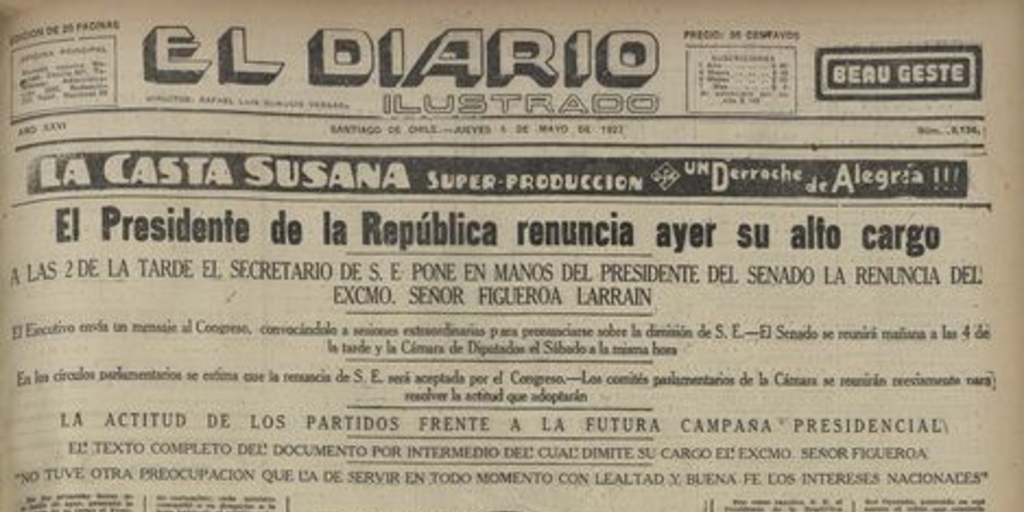 EDICION DE 20 PAGINAS
EL DIARIO
ILUSTRADO
PRECIO: 30 CENTAVOS
SUSCRICIONES
BEAU GESTE
DIRECTOR: RAFAEL LUIS
AÑO XXVI
SANTIAGO DE CHILE.—JUEVES 5 DE MAYO DE 1927
LA CASTA SUSANA SUPER-PRODUCCION UFA UN Derroche de Alegria !!!
El Presidente de la República renuncia ayer su alto cargo
A LAS 2 DE LA TARDE EL SECRETARIO DE S. E. PONE EN MANOS DEL PRESIDENTE DEL SENADO LA RENUNCIA DEL
EXCMO. SEÑOR FIGUEROA LARRAIN
El Ejecutivo envía un mensaje al Congreso, convocándolo a sesiones extraordinarias para pronunciarse sobre la dimisión de S. E.—El Senado se reunirá mañana a las 4 de
la tarde y la Cámara de Diputados el Sábado a la misma hora
En los círculos parlamentarios se estima que la renuncia de S. E. será aceptada por el Congreso.—Los comités parlamentarios de la Cámara se reunirán previamente para
resolver la actitud que adoptarán
LA ACTITUD DE LOS PARTIDOS FRENTE A LA FUTURA CAMPAÑA PRESIDENCIAL
EL TEXTO COMPLETO DEL DOCUMENTO POR INTERMEDIO DEL CUAL DIMITE SU CARGO EL EXCMO. SEÑOR FIGUEROA
"NO TUVE OTRA PREOCUPACION QUE LA DE SERVIR EN TODO MOMENTO CON LEALTAD Y BUENA FE LOS INTERESES NACIONALES"